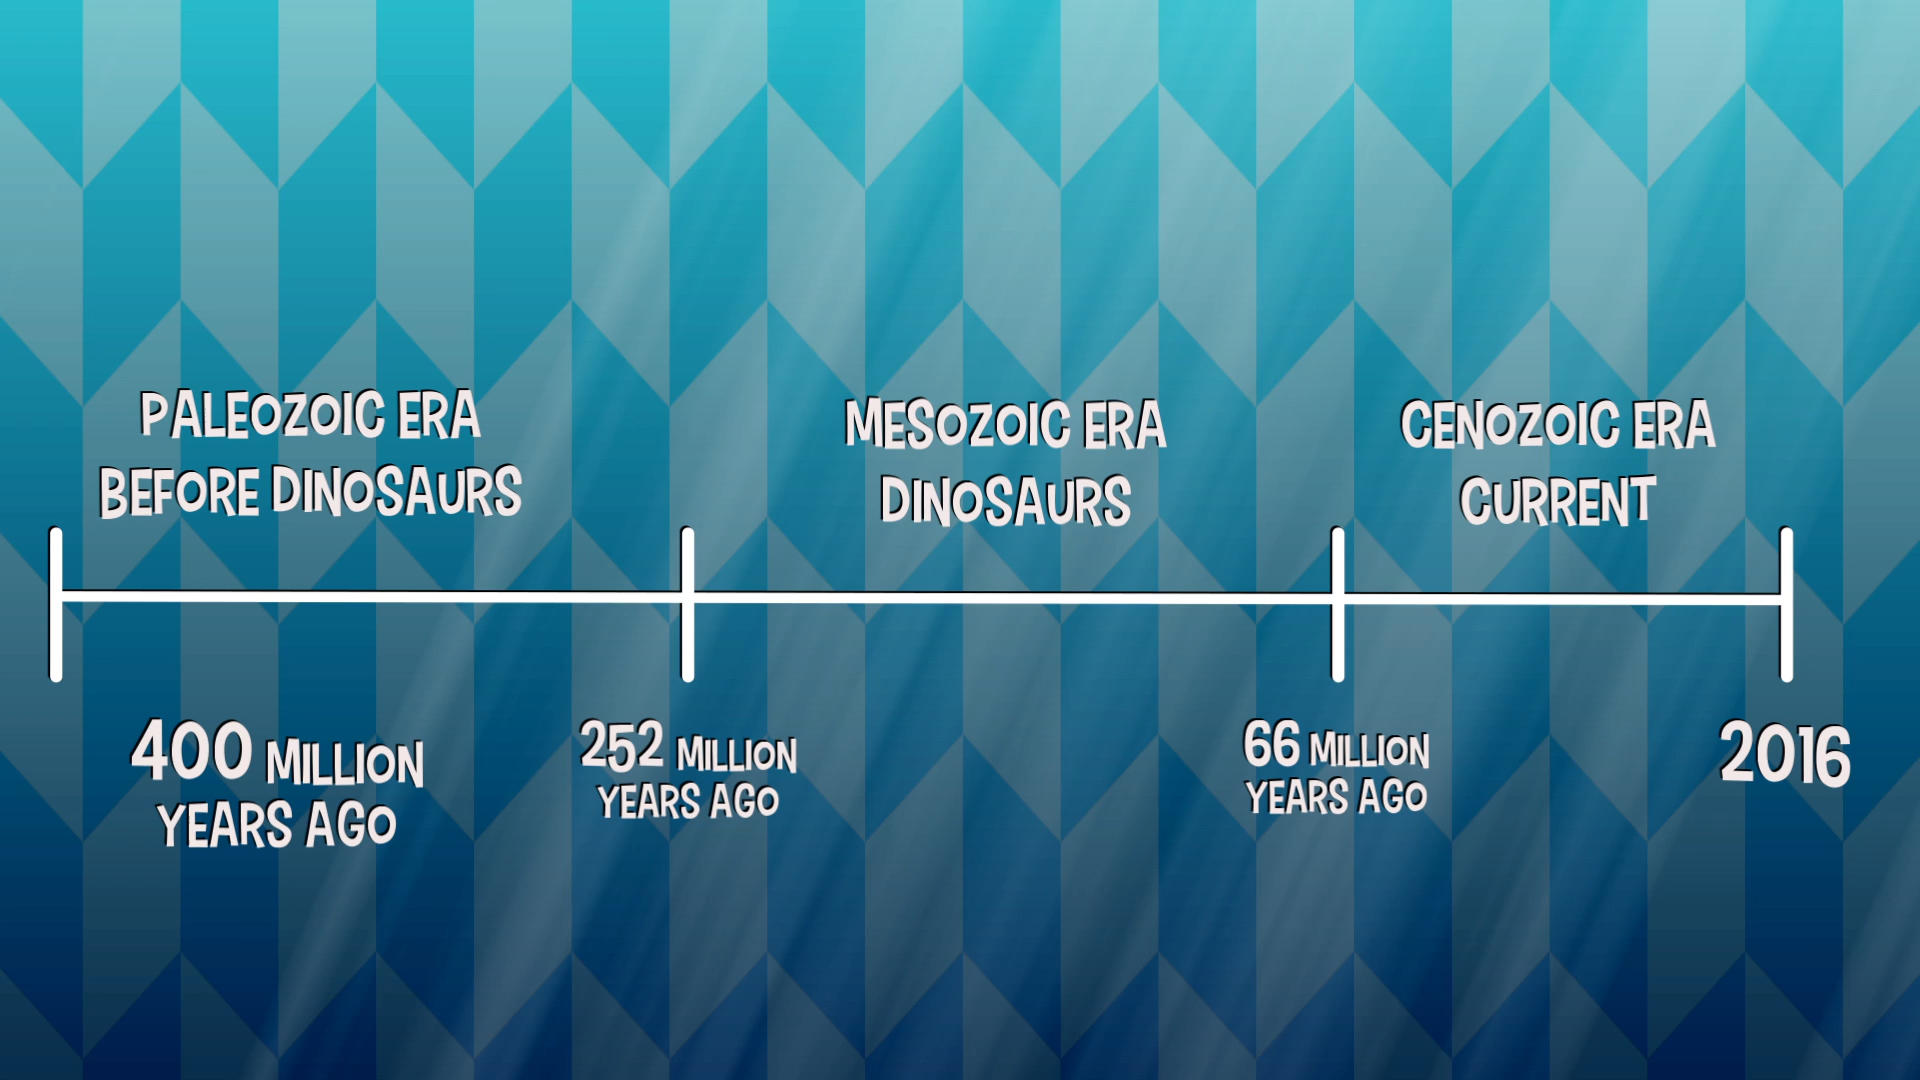 PALEOZOIC ERA
BEFORE DINOSAURS
MESOZOIC ERA
DINOSAURS
CENOZOIC ERA
CURRENT
400 MILLION
YEARS AGO
252 MILLION
YEARS AGO
66 MILLION
YEARS AGO
2016